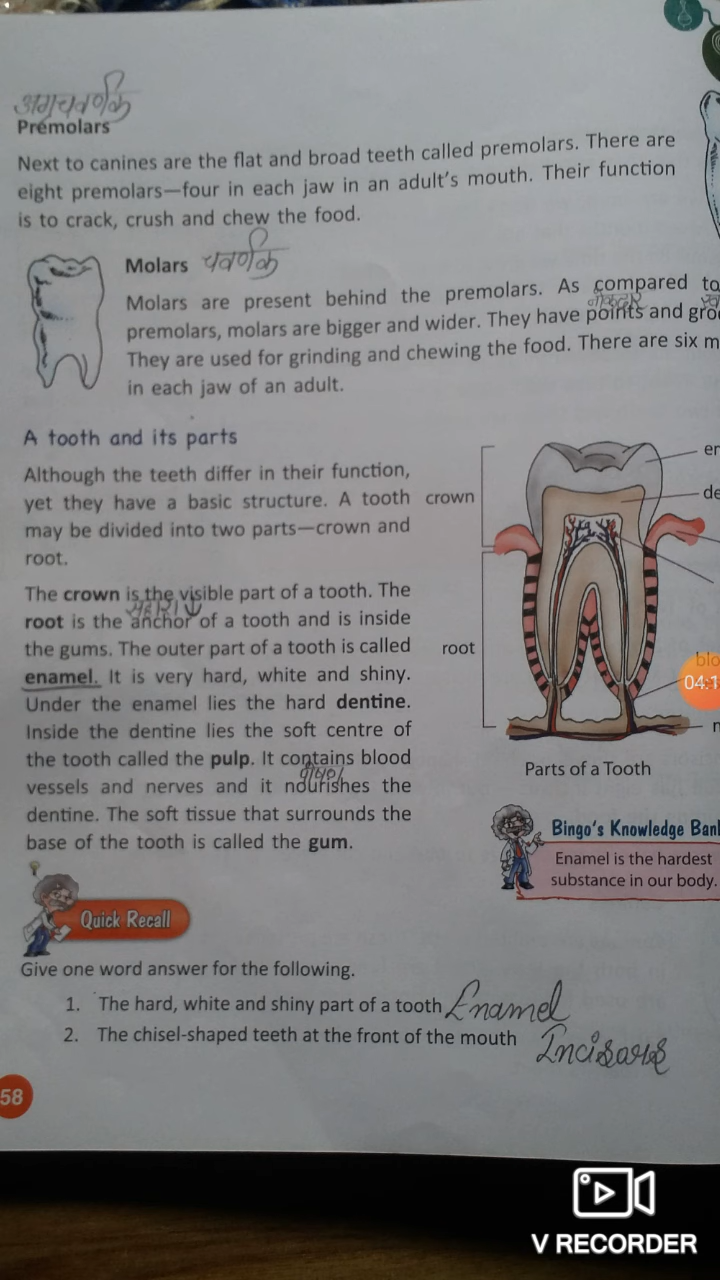 अग्रचवर्णक
Premolars
Next to canines are the flat and broad teeth called premolars. There are
eight premolars—four in each jaw in an adult's mouth. Their function
is to crack, crush and chew the food.
Molars चवर्णक
Molars are present behind the premolars. As compared to
premolars, molars are bigger and wider. They have points and
They are used for grinding and chewing the food. There are six
in each jaw of an adult.
A tooth and its parts
Although the teeth differ in their function,
yet they have a basic structure. A tooth
may be divided into two parts—crown and
root.
The crown is the visible part of a tooth. The
सहारा
root is the anchor of a tooth and is inside
the gums. The outer part of a tooth is called
enamel. It is very hard, white and shiny.
Under the enamel lies the hard dentine.
Inside the dentine lies the soft centre of
the tooth called the pulp. It contains blood
vessels and nerves and it nourishes the
dentine. The soft tissue that surrounds the
base of the tooth is called the gum.
crown
root
04:1
Parts of a Tooth
Bingo's Knowledge
Enamel is the hardest
substance in our body.
Quick Recall
Give one word answer for the following.
1. The hard, white and shiny part of a tooth Enamel
2. The chisel-shaped teeth at the front of the mouth Incisors
58
V RECORDER